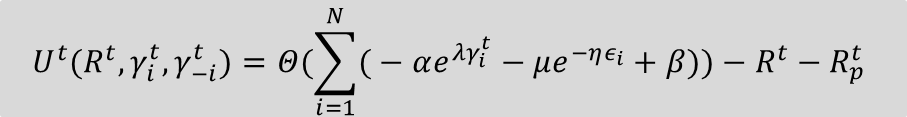 U^t(R^t, γ_i^t, γ_{-i}^t) = Θ(∑_{i=1}^{N}( − αe^{λγ_i^t} − μe^{−ηϵ_i} + β)) − R^t − R_p^t